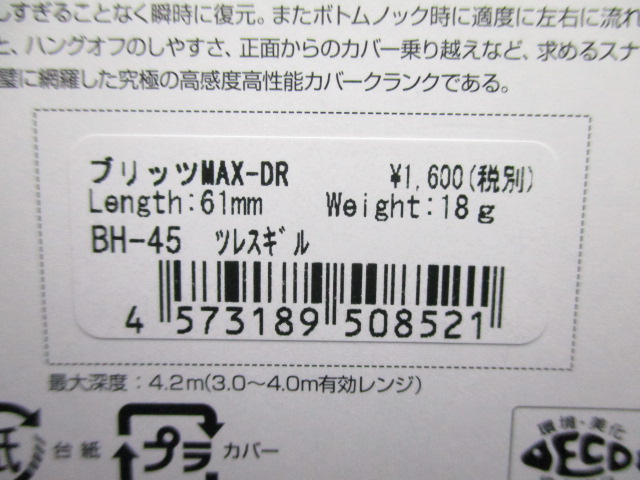 しすぎることなく瞬時に復元。またボトムノック時に適度に左右に流れ
と、ハングオフのしやすさ、正面からのカバー乗り越えなど、求めるスナ
璧に網羅した究極の高感度高性能カバークランクである。
ブリッツMAX-DR ¥1,600(税別)
Length:61mm Weight:18g
BH-45 ツレスギル
4 573189 508521
最大深度：4.2m(3.0～4.0m有効レンジ)
紙 台紙 プラ カバー
環境・美化
ECO